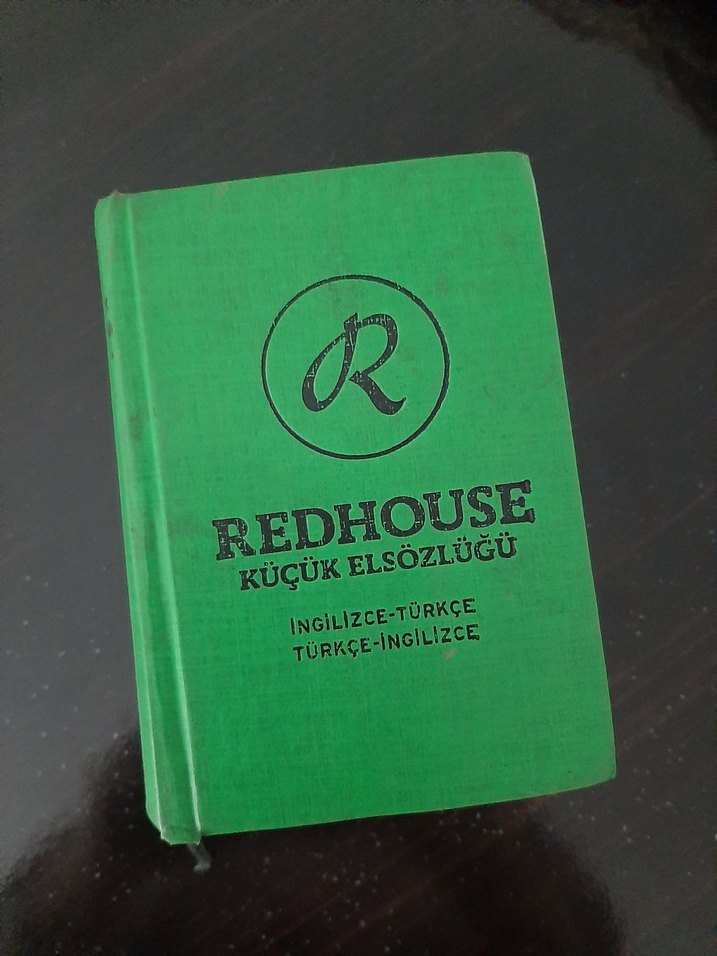 R
REDHOUSE
KÜÇÜK ELSÖZLÜĞÜ
İNGİLİZCE-TÜRKÇE
TÜRKÇE-İNGİLİZCE